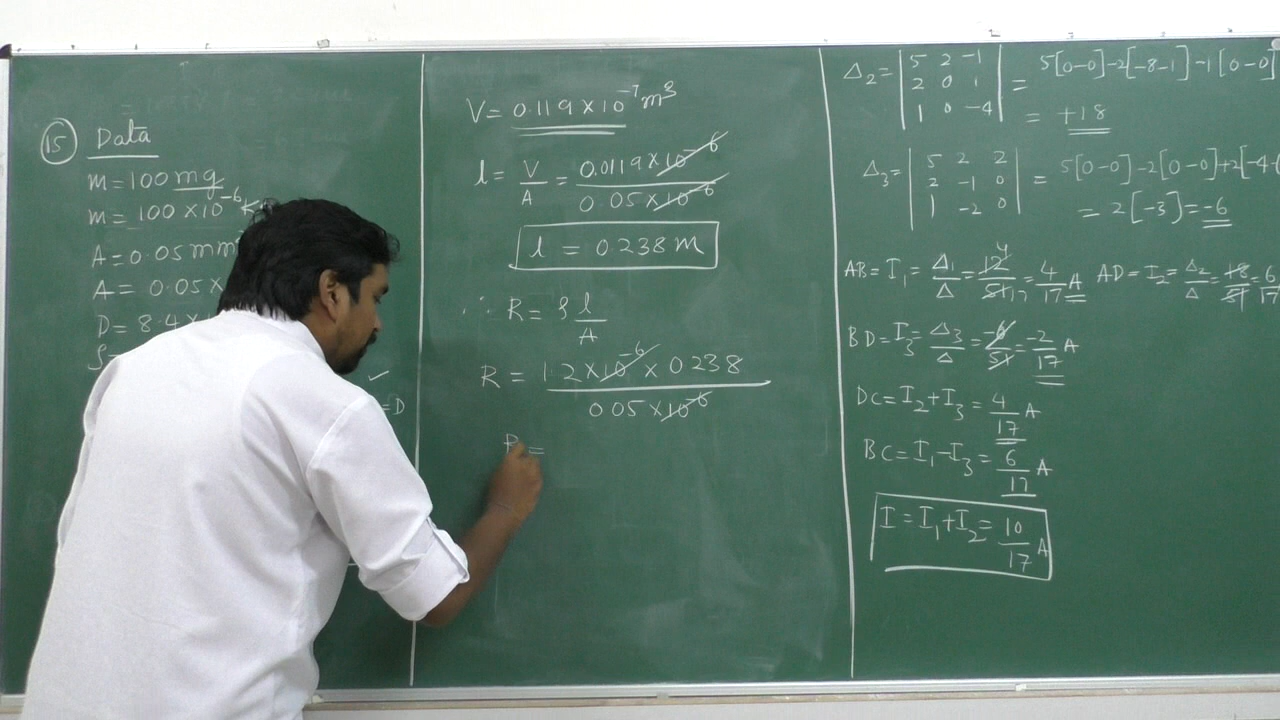 15 Data
m = 100 mg
m = 100 × 10⁻⁶ K
A = 0.05 mm
A = 0.05 ×
D = 8.4 ×
= D
V = 0.119 × 10⁻⁷ m³
l = V/A = 0.0119 × 10⁻⁶ / 0.05 × 10⁻⁶
l = 0.238 m
∴ R = ρ l/A
R = 1.2 × 10⁻⁶ × 0.238 / 0.05 × 10⁻⁶
R =
Δ₂ = | 5 2 -1 | = 5[0-0]-2[-8-1]-1[0-0]
| 2 0 1 |
| 1 0 -4 |
= +18
Δ₃ = | 5 2 2 | = 5[0-0]-2[0-0]+2[-4-
| 2 -1 0 |
| 1 -2 0 |
= 2[-3] = -6
AB = I₁ = Δ₁/Δ = 12/51 = 4/17 A AD = I₂ = Δ₂/Δ = 18/51 = 6/17
BD = I₃ = Δ₃/Δ = -6/51 = -2/17 A
DC = I₂ + I₃ = 4/17 A
BC = I₁ - I₃ = 6/17 A
I = I₁ + I₂ = 10/17 A